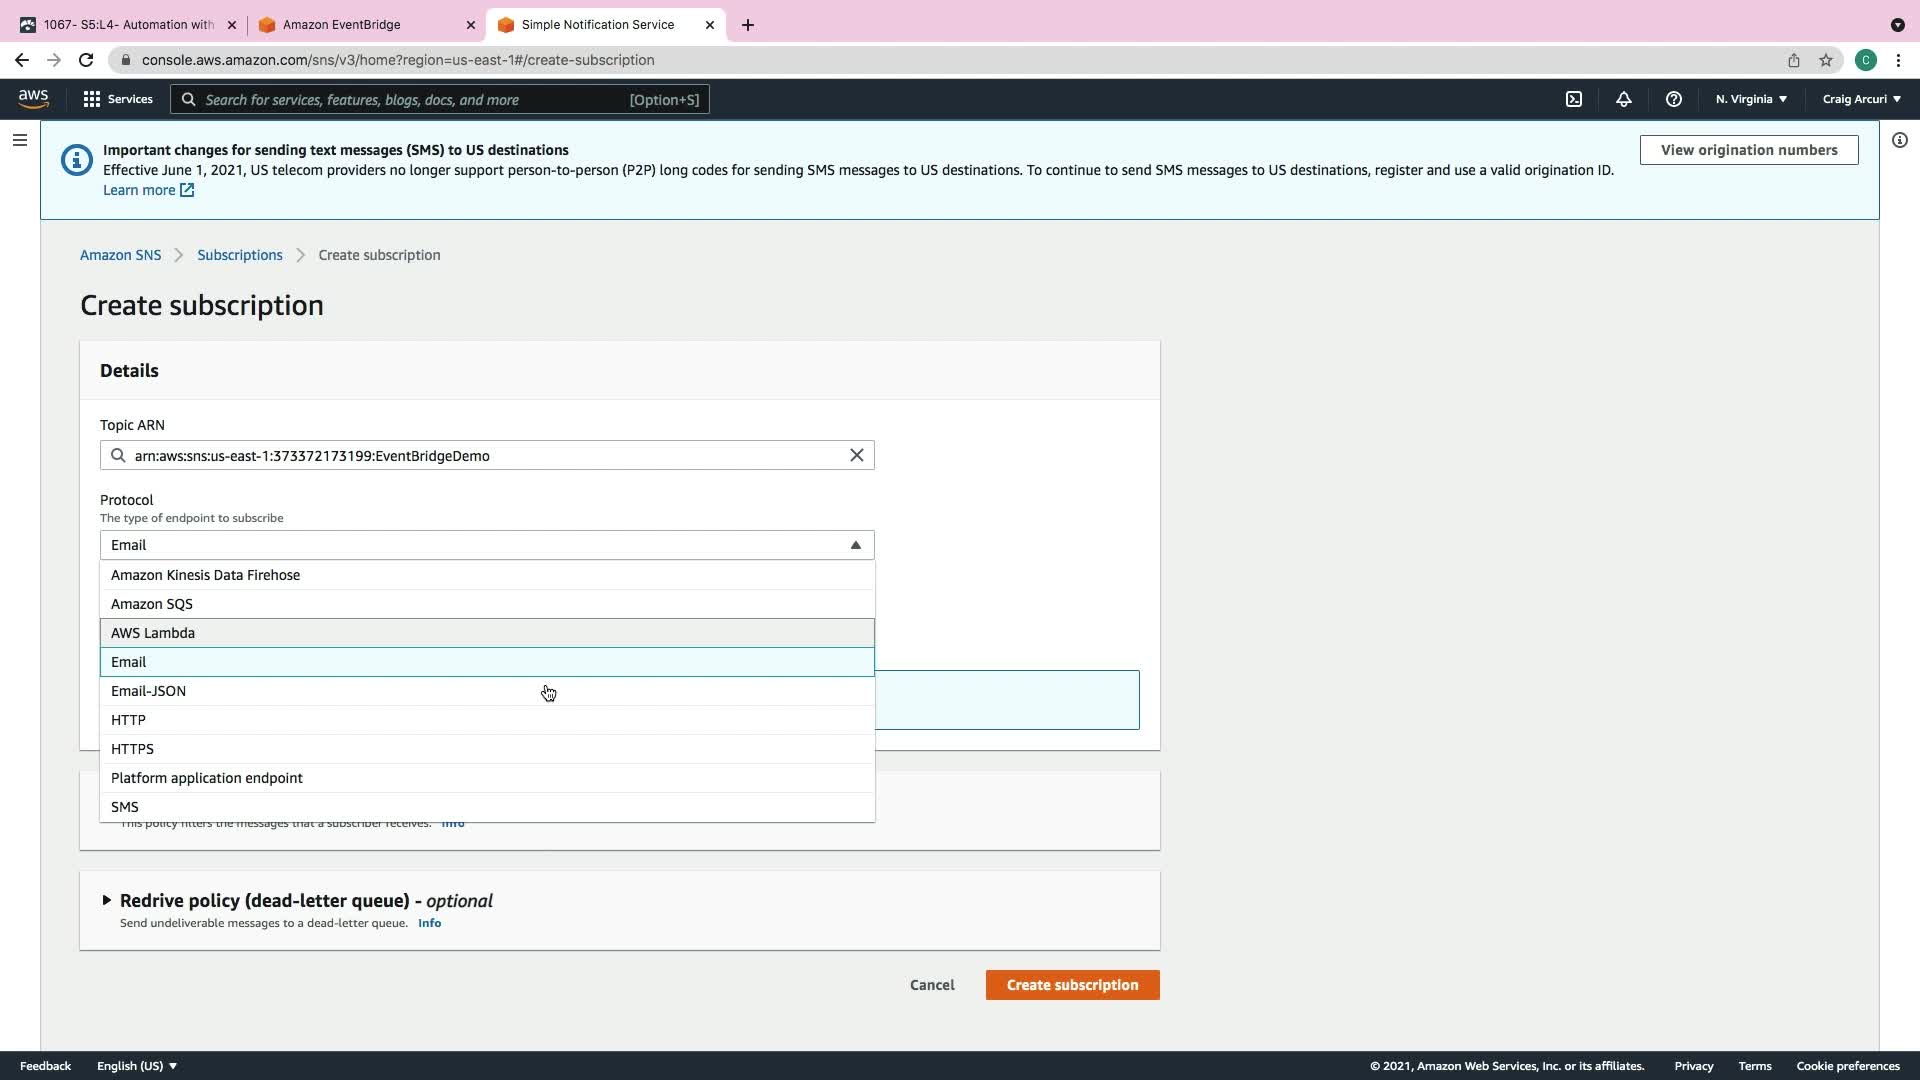 1067- S5:L4- Automation with
Amazon EventBridge
Simple Notification Service
console.aws.amazon.com/sns/v3/home?region=us-east-1#/create-subscription
C
aws
Services
Search for services, features, blogs, docs, and more
[Option+S]
N. Virginia
Craig Arcuri
Important changes for sending text messages (SMS) to US destinations
Effective June 1, 2021, US telecom providers no longer support person-to-person (P2P) long codes for sending SMS messages to US destinations. To continue to send SMS messages to US destinations, register and use a valid origination ID.
Learn more
View origination numbers
Amazon SNS
Subscriptions
Create subscription
Create subscription
Details
Topic ARN
arn:aws:sns:us-east-1:373372173199:EventBridgeDemo
Protocol
The type of endpoint to subscribe
Email
Amazon Kinesis Data Firehose
Amazon SQS
AWS Lambda
Email
Email-JSON
HTTP
HTTPS
Platform application endpoint
SMS
This policy filters the messages that a subscriber receives. Info
Redrive policy (dead-letter queue) - optional
Send undeliverable messages to a dead-letter queue. Info
Cancel
Create subscription
Feedback
English (US)
© 2021, Amazon Web Services, Inc. or its affiliates.
Privacy
Terms
Cookie preferences